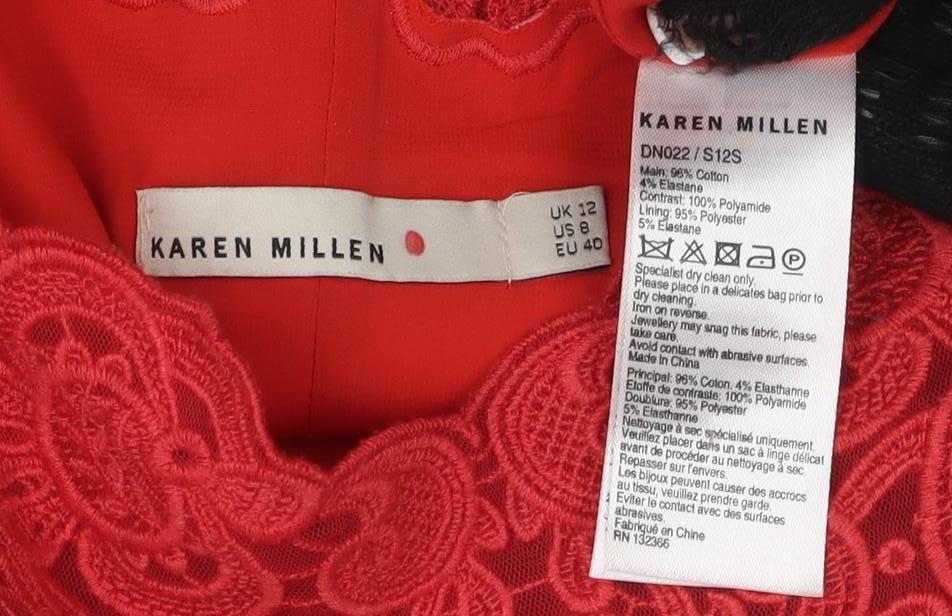 KAREN MILLEN
UK 12
US 8
EU 40
KAREN MILLEN
DN022 / S12S
Main: 96% Cotton
4% Elastane
Contrast: 100% Polyamide
Lining: 95% Polyester
5% Elastane
P
Specialist dry clean only.
Please place in a delicates bag prior to
dry cleaning.
Iron on reverse.
Jewellery may snag this fabric, please
take care.
Avoid contact with abrasive surfaces.
Made in China
Principal: 96% Coton. 4% Elasthanne
Etoffe de contraste: 100% Polyamide
Doublure: 95% Polyester
5% Elasthanne
Nettoyage à sec spécialisé uniquement.
Veuillez placer dans un sac à linge délicat
avant de procéder au nettoyage à sec.
Repasser sur l'envers.
Les bijoux peuvent causer des accrocs
au tissu, veuillez prendre garde.
Eviter le contact avec des surfaces
abrasives.
Fabriqué en Chine
RN 132366